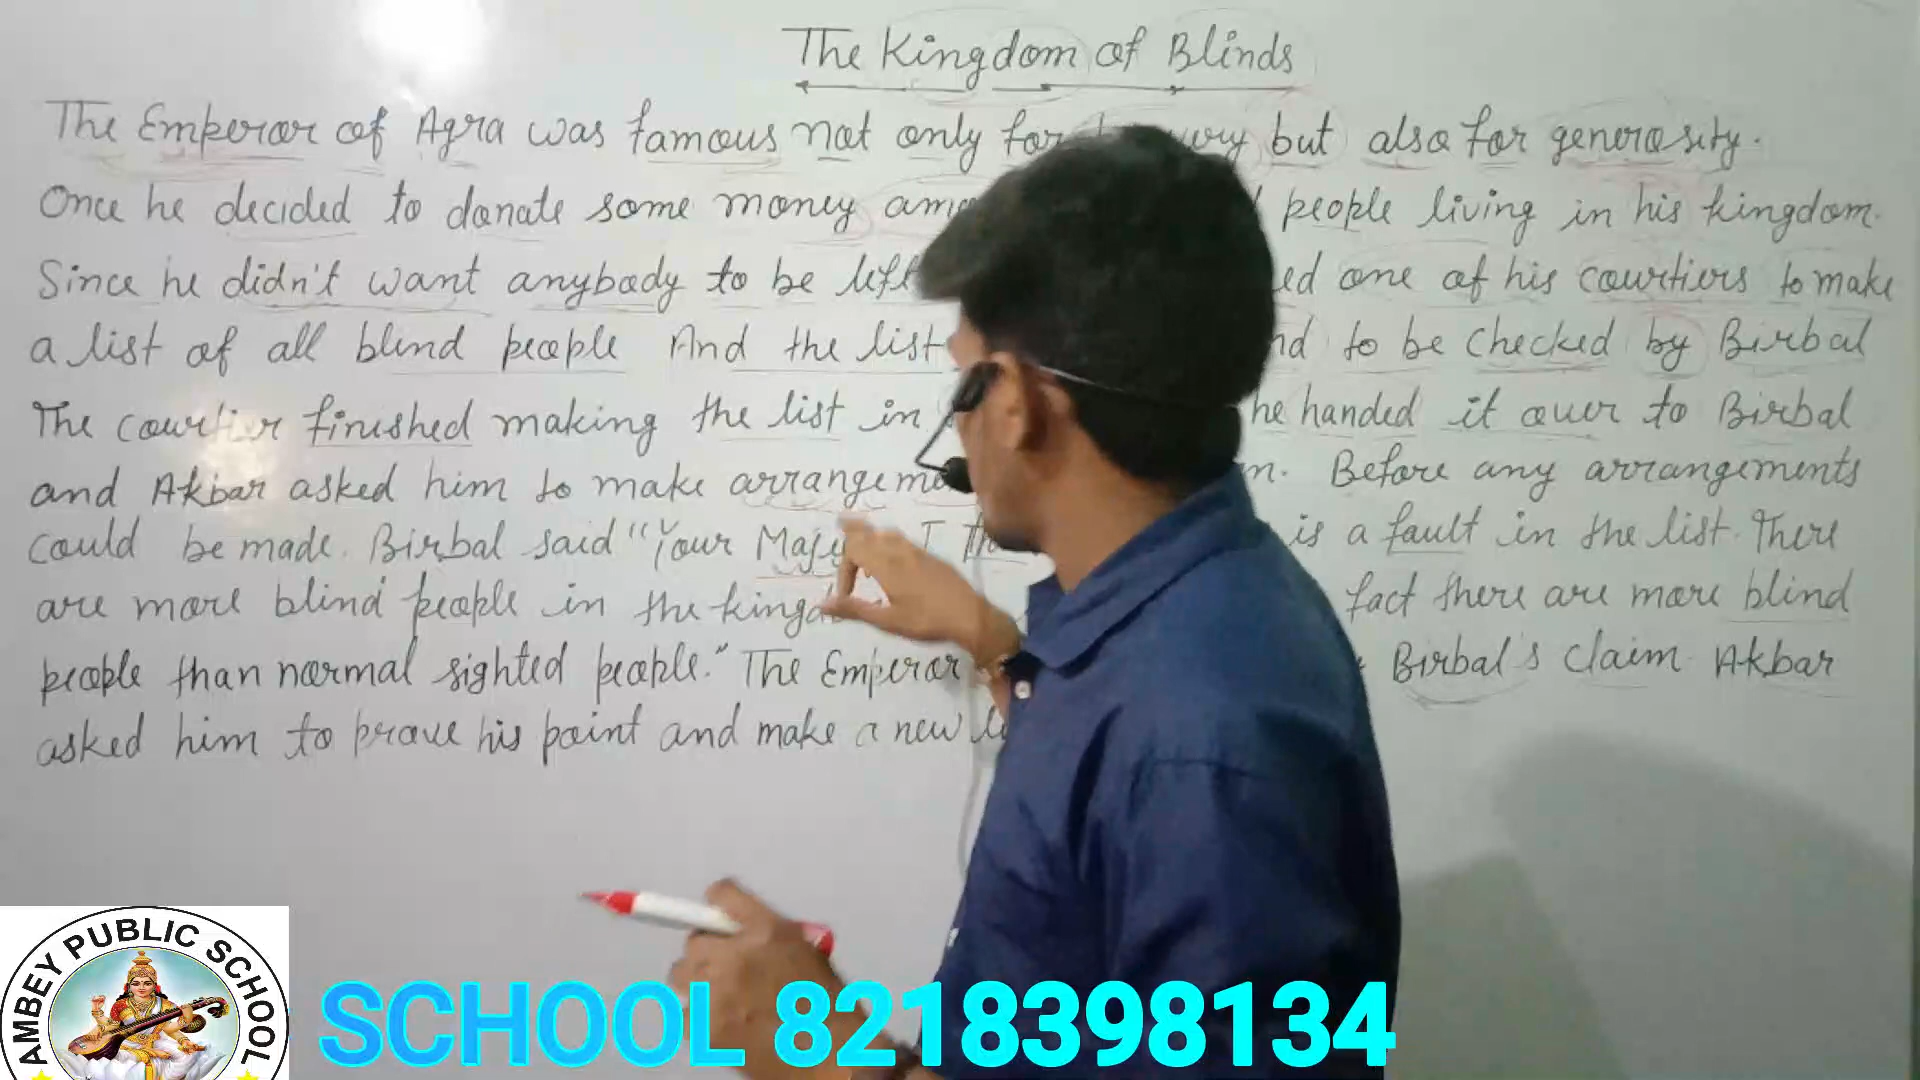 The Kingdom of Blinds
The Emperor of Agra was famous not only for but also for generosity.
Once he decided to donate some money people living in his kingdom.
Since he didn't want anybody to be left one of his courtiers to make
a list of all blind people And the list to be checked by Birbal
The courtier finished making the list in he handed it over to Birbal
and Akbar asked him to make Before any arrangements
could be made. Birbal said "Your I is a fault in the list. There
are more blind people in the fact there are more blind
people than normal sighted people." The Emperor Birbal's claim. Akbar
asked him to prove his point and make a new
AMBEY PUBLIC SCHOOL
SCHOOL 8218398134